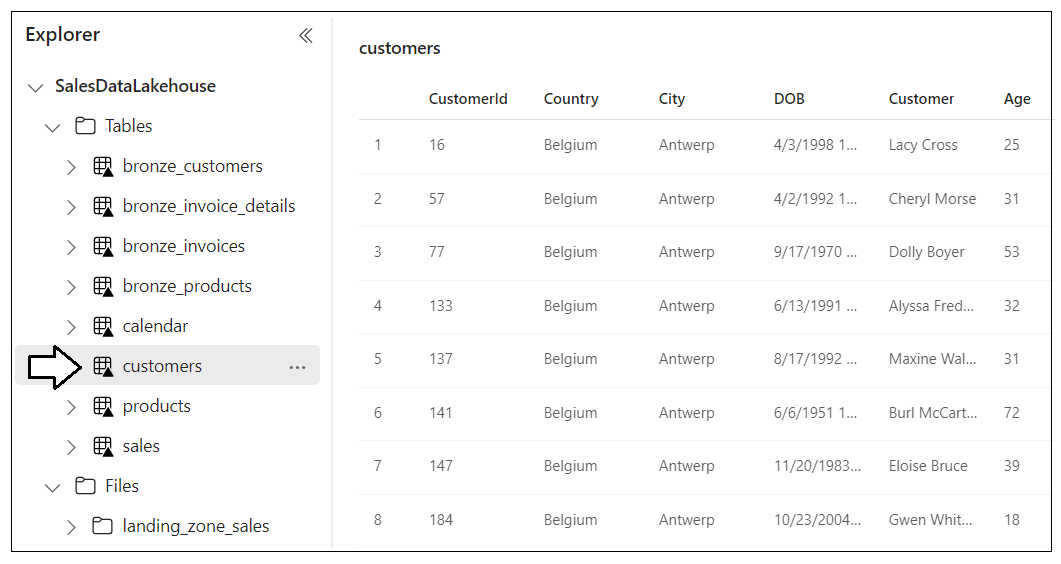 Explorer
SalesDataLakehouse
Tables
bronze_customers
bronze_invoice_details
bronze_invoices
bronze_products
calendar
customers ...
products
sales
Files
landing_zone_sales
customers
CustomerId Country City DOB Customer Age
1 16 Belgium Antwerp 4/3/1998 1... Lacy Cross 25
2 57 Belgium Antwerp 4/2/1992 1... Cheryl Morse 31
3 77 Belgium Antwerp 9/17/1970 ... Dolly Boyer 53
4 133 Belgium Antwerp 6/13/1991 ... Alyssa Fred... 32
5 137 Belgium Antwerp 8/17/1992 ... Maxine Wal... 31
6 141 Belgium Antwerp 6/6/1951 1... Burl McCart... 72
7 147 Belgium Antwerp 11/20/1983... Eloise Bruce 39
8 184 Belgium Antwerp 10/23/2004... Gwen Whit... 18